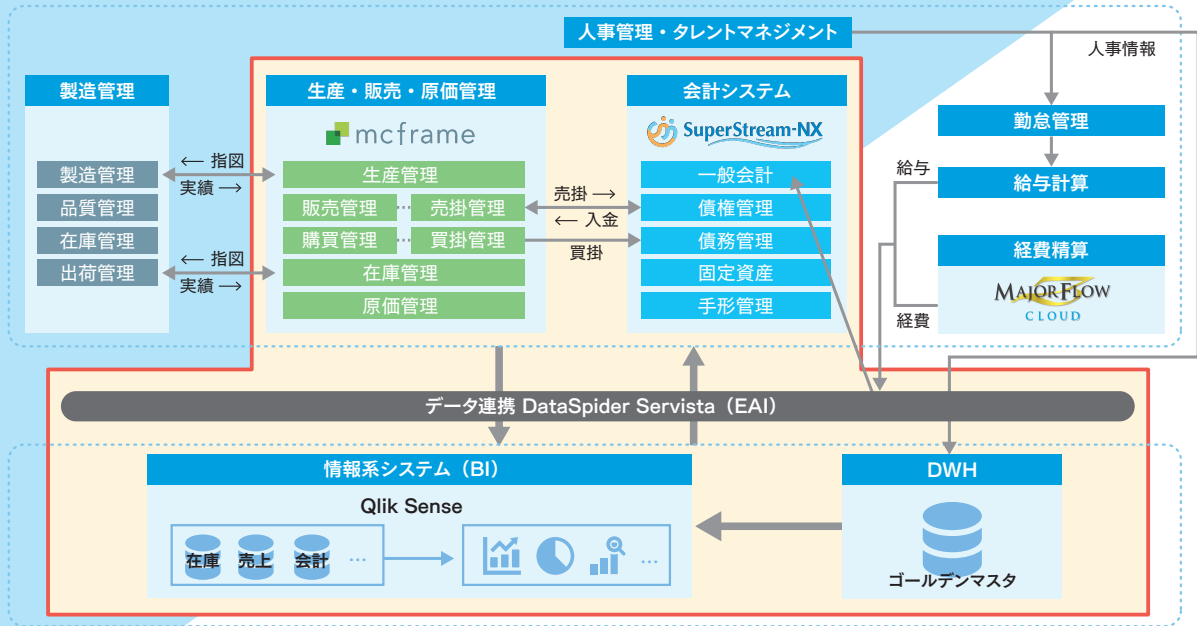 人事管理・タレントマネジメント
人事情報
製造管理
製造管理
品質管理
在庫管理
出荷管理
← 指図
実績 →
← 指図
実績 →
生産・販売・原価管理
mcframe
生産管理
販売管理 … 売掛管理
購買管理 … 買掛管理
在庫管理
原価管理
売掛 →
← 入金
買掛
会計システム
SuperStream-NX
一般会計
債権管理
債務管理
固定資産
手形管理
勤怠管理
給与
給与計算
経費精算
MAJORFLOW Z
CLOUD
経費
データ連携 DataSpider Servista（EAI）
情報系システム（BI）
Qlik Sense
在庫 売上 会計 …
…
DWH
ゴールデンマスタ